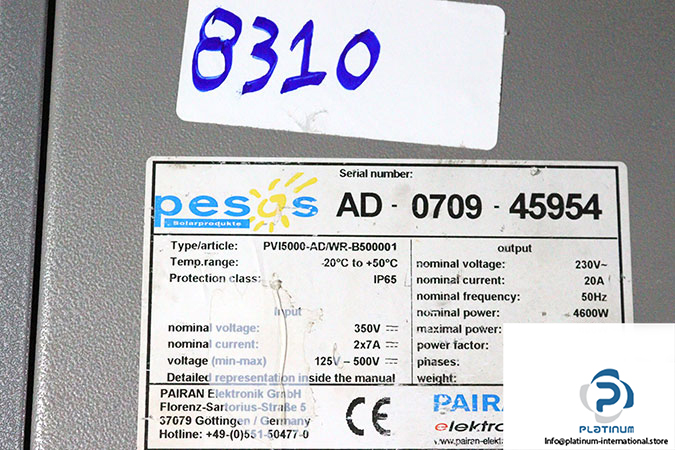 8310
Serial number:
pesos
Solarprodukte
AD - 0709 - 45954
Type/article: PVI5000-AD/WR-B500001
Temp.range: -20°C to +50°C
Protection class: IP65
Input
nominal voltage: 350V
nominal current: 2x7A
voltage (min-max) 125V – 500V
Detailed representation inside the manual
output
nominal voltage: 230V~
nominal current: 20A
nominal frequency: 50Hz
nominal power: 4600W
maximal power:
power factor:
phases:
weight:
PAIRAN Elektronik GmbH
Florenz-Sartorius-Straße 5
37079 Göttingen / Germany
Hotline: +49-(0)551-50477-0
CE
PAIRAN
elektro
www.pairan-elekt
PLATINUM
Info@platinum-international.store